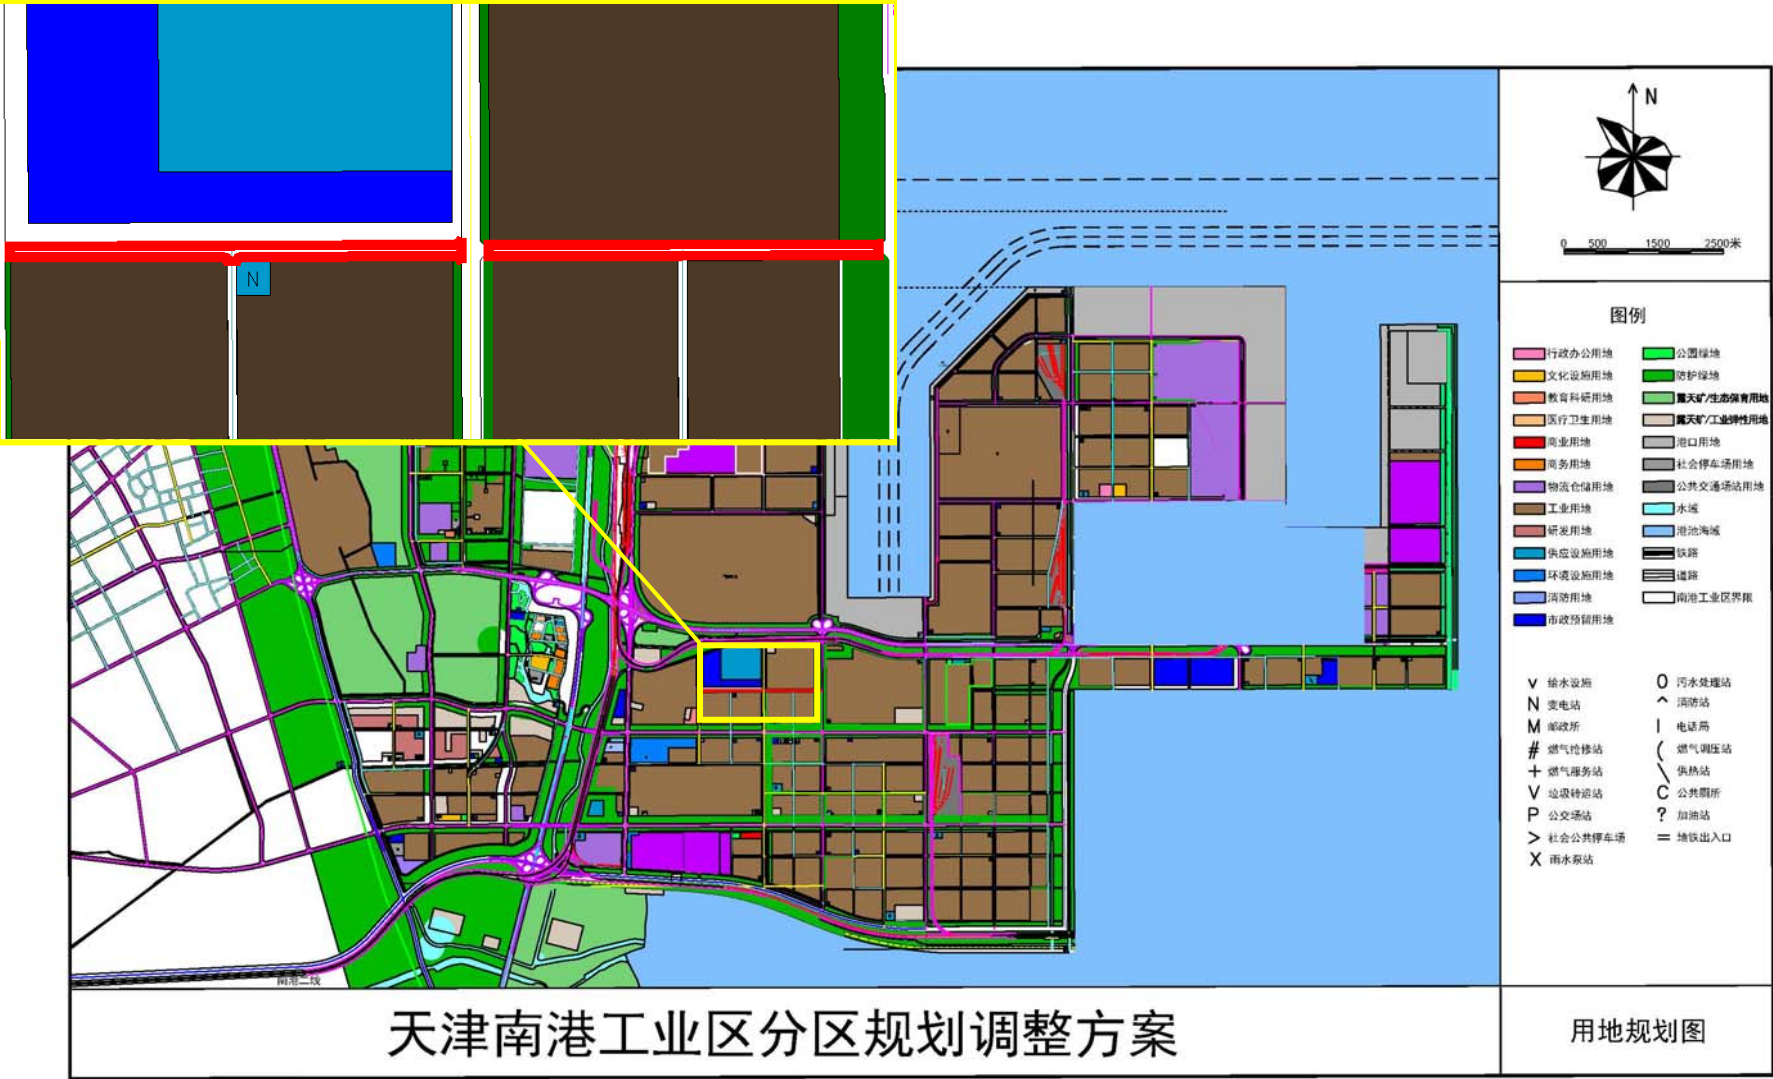 N
N
0 500 1500 2500米
图例
行政办公用地 公园绿地
文化设施用地 防护绿地
教育科研用地 露天矿/生态保育用地
医疗卫生用地 露天矿/工业弹性用地
商业用地 港口用地
商务用地 社会停车场用地
物流仓储用地 公共交通场站用地
工业用地 水域
研发用地 港池海域
供应设施用地 铁路
环境设施用地 道路
消防用地 南港工业区界限
市政预留用地
V 给水设施 O 污水处理站
N 变电站 ^ 消防站
M 邮政所 | 电话局
# 燃气抢修站 ( 燃气调压站
+ 燃气服务站 \ 供热站
V 垃圾转运站 C 公共厕所
P 公交场站 ? 加油站
> 社会公共停车场 = 地铁出入口
X 雨水泵站
南港二线
天津南港工业区分区规划调整方案
用地规划图